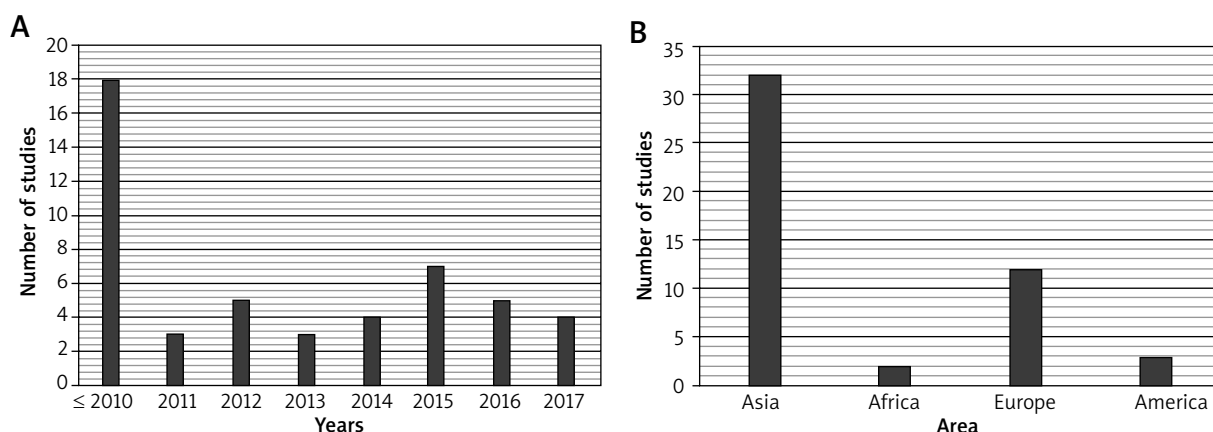 A
Number of studies
20
18
16
14
12
10
8
6
4
2
0
≤ 2010 2011 2012 2013 2014 2015 2016 2017
Years
B
Number of studies
35
30
25
20
15
10
5
0
Asia Africa Europe America
Area